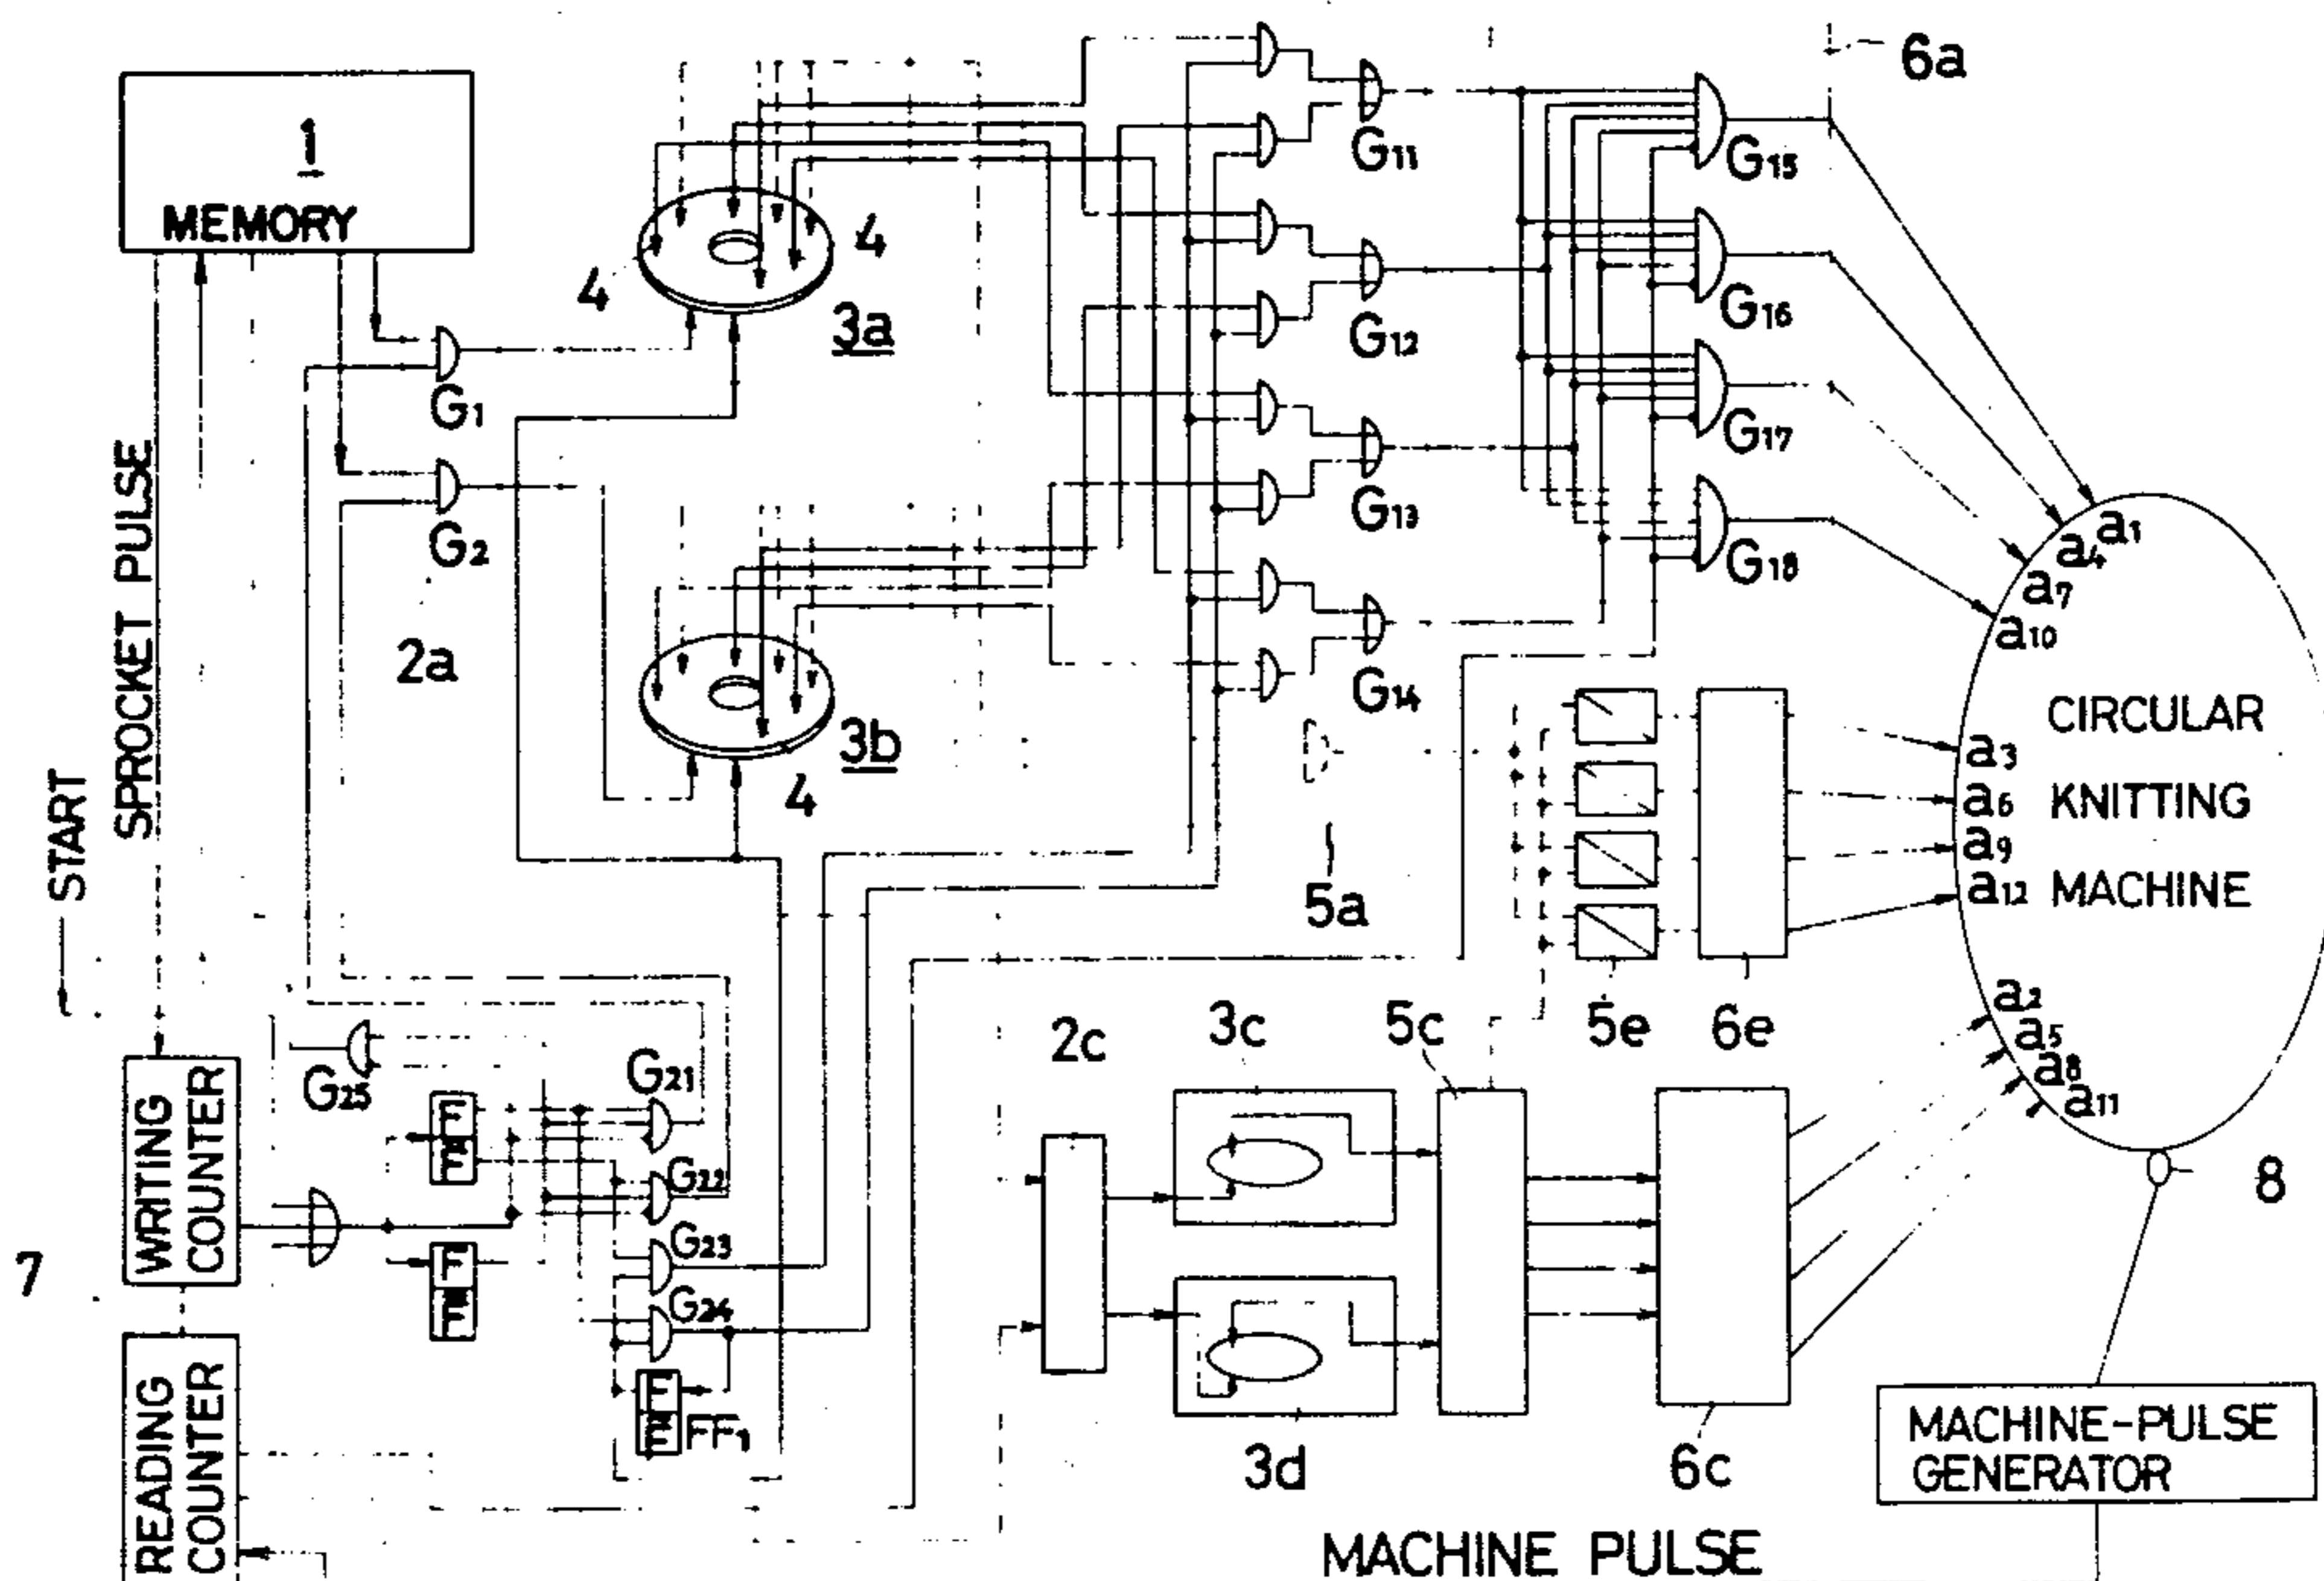 6a
1
MEMORY
G11
G15
4
4
3a
G12
G16
G1
G13
G17
G2
G18
SPROCKET PULSE
2a
G14
3b
4
START
5a
a1
a4
a7
a10
CIRCULAR
a3
a6
KNITTING
a9
a12
MACHINE
2c
3c
5c
5e
6e
a2
a5
a8
a11
G25
G21
G22
G23
G24
F
F̅
F
F̅
F
F̅
FF1
WRITING
COUNTER
7
8
READING
COUNTER
3d
6c
MACHINE-PULSE
GENERATOR
MACHINE PULSE